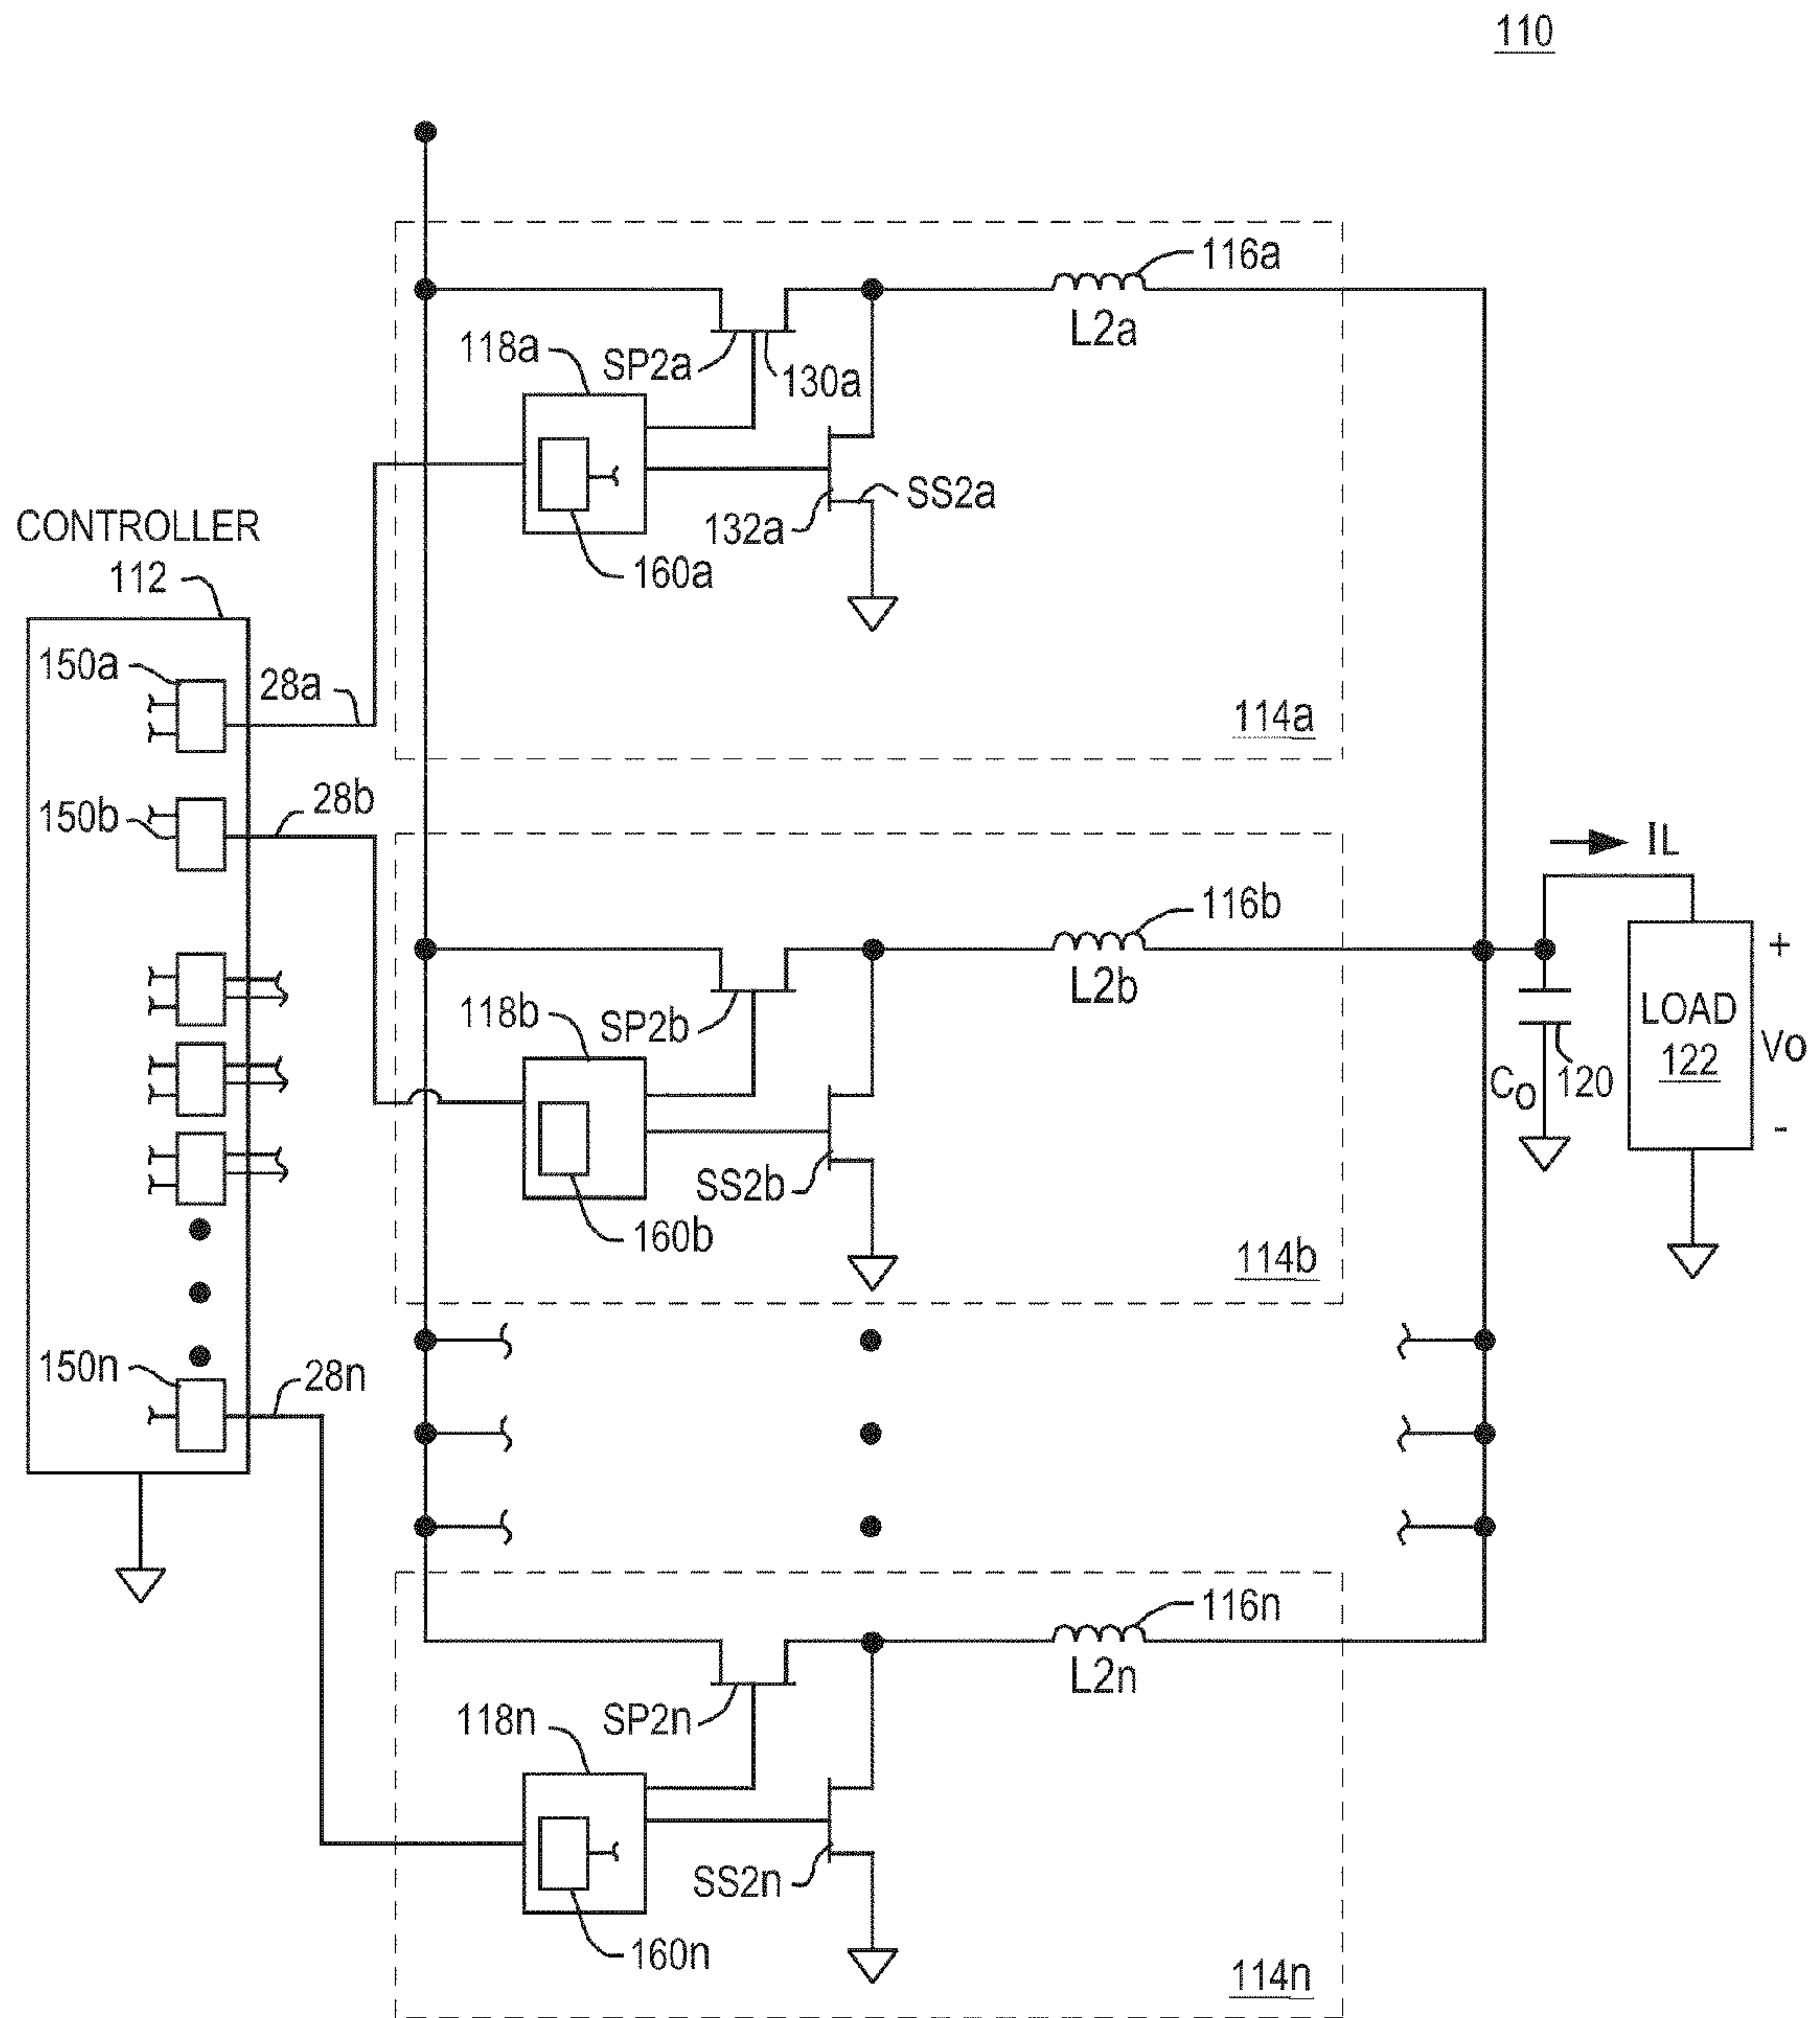 110
116a
L2a
118a
SP2a
130a
SS2a
132a
160a
CONTROLLER
112
150a
28a
114a
150b
28b
IL
116b
L2b
118b
SP2b
+
LOAD
122
Vo
-
Co
120
SS2b
160b
114b
150n
28n
116n
L2n
118n
SP2n
SS2n
160n
114n